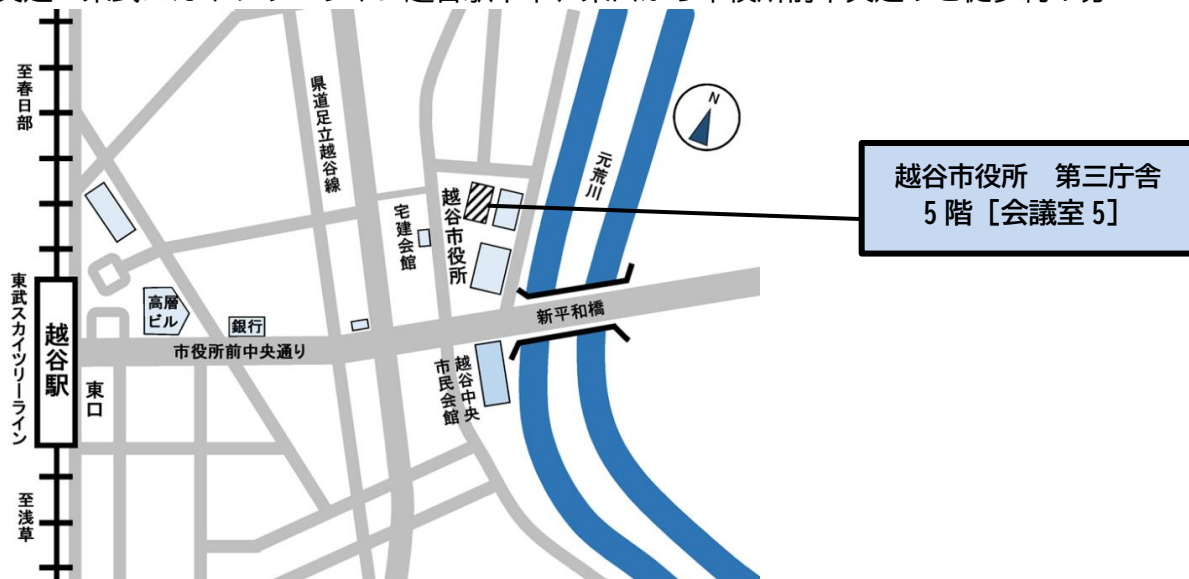 至春日部
県道足立越谷線
N
元荒川
越谷市役所　第三庁舎
5階［会議室5］
越谷市役所
宅建会館
東武スカイツリーライン
越谷駅
東口
高層
ビル
銀行
市役所前中央通り
新平和橋
越谷中央
市民会館
至浅草